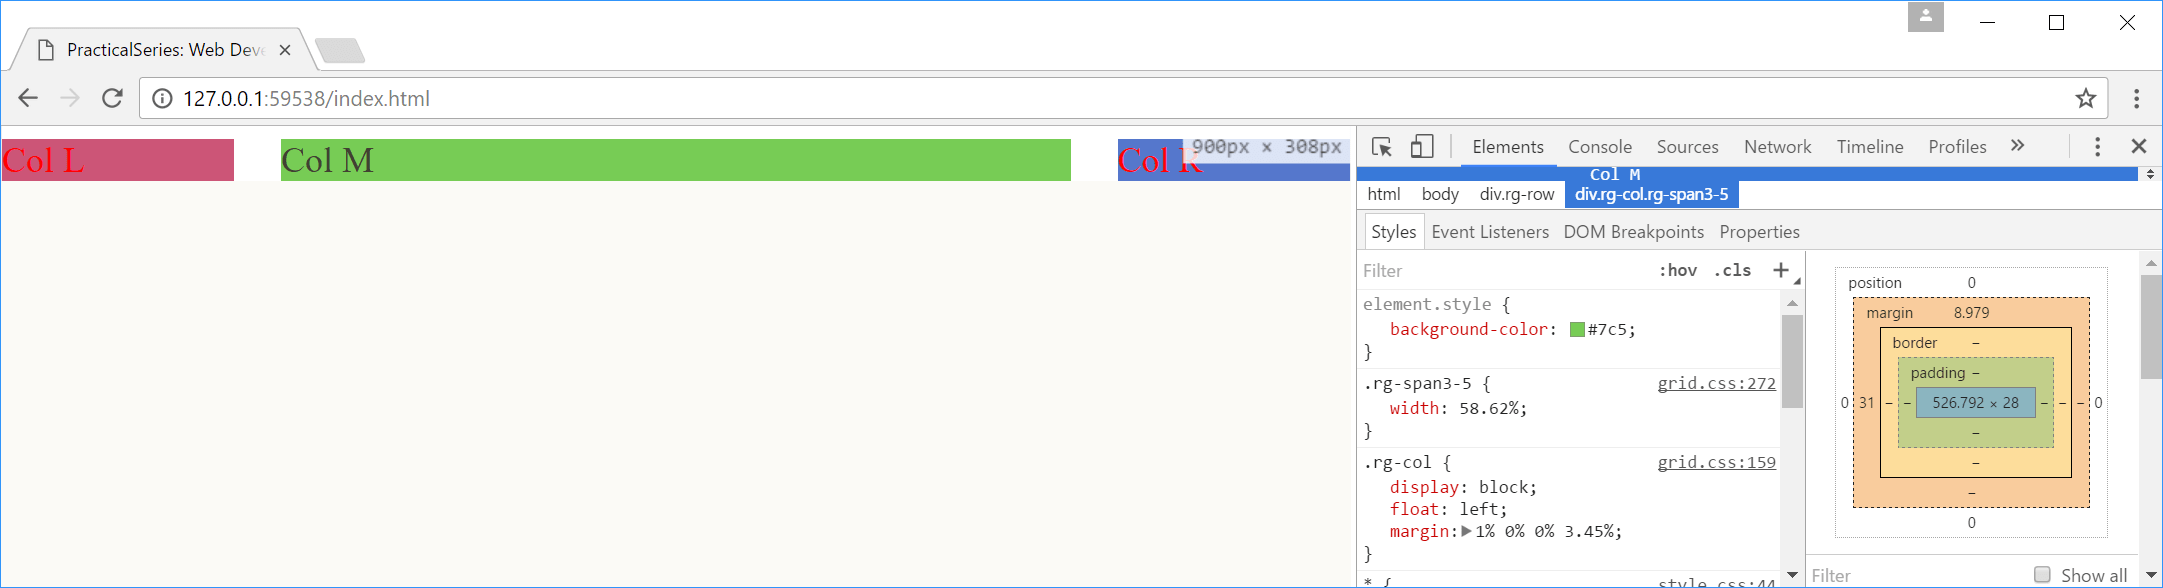 PracticalSeries: Web Deve
127.0.0.1:59538/index.html
Col L
Col M
Col R
900px × 308px
Elements Console Sources Network Timeline Profiles »
Col M
html body div.rg-row div.rg-col.rg-span3-5
Styles Event Listeners DOM Breakpoints Properties
Filter :hov .cls +
element.style {
background-color: #7c5;
}
.rg-span3-5 { grid.css:272
width: 58.62%;
}
.rg-col { grid.css:159
display: block;
float: left;
margin:▶1% 0% 0% 3.45%;
}
* { style.css:44
position 0
margin 8.979
border –
padding –
0 31 – – 526.792 × 28 – – – 0
–
–
–
0
Filter Show all